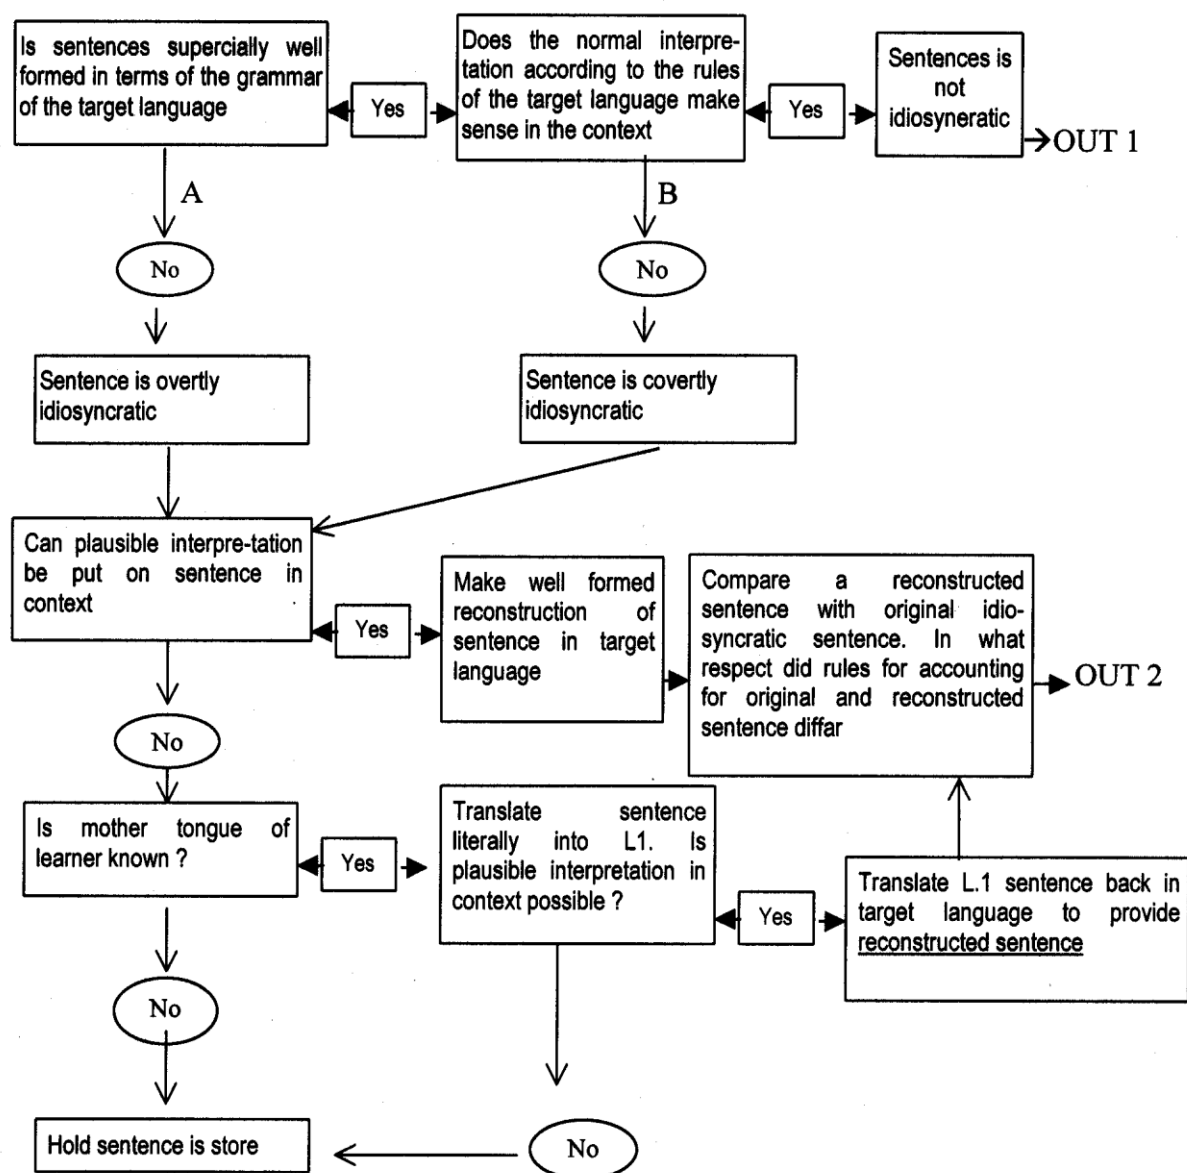 Is sentences supercially well
formed in terms of the grammar
of the target language
Yes
Does the normal interpre-
tation according to the rules
of the target language make
sense in the context
Yes
Sentences is
not
idiosyneratic
OUT 1
A
B
No
No
Sentence is overtly
idiosyncratic
Sentence is covertly
idiosyncratic
Can plausible interpre-tation
be put on sentence in
context
Yes
Make well formed
reconstruction of
sentence in target
language
Compare a reconstructed
sentence with original idio-
syncratic sentence. In what
respect did rules for accounting
for original and reconstructed
sentence diffar
OUT 2
No
Is mother tongue of
learner known ?
Yes
Translate sentence
literally into L1. Is
plausible interpretation in
context possible ?
Yes
Translate L.1 sentence back in
target language to provide
reconstructed sentence
No
Hold sentence is store
No